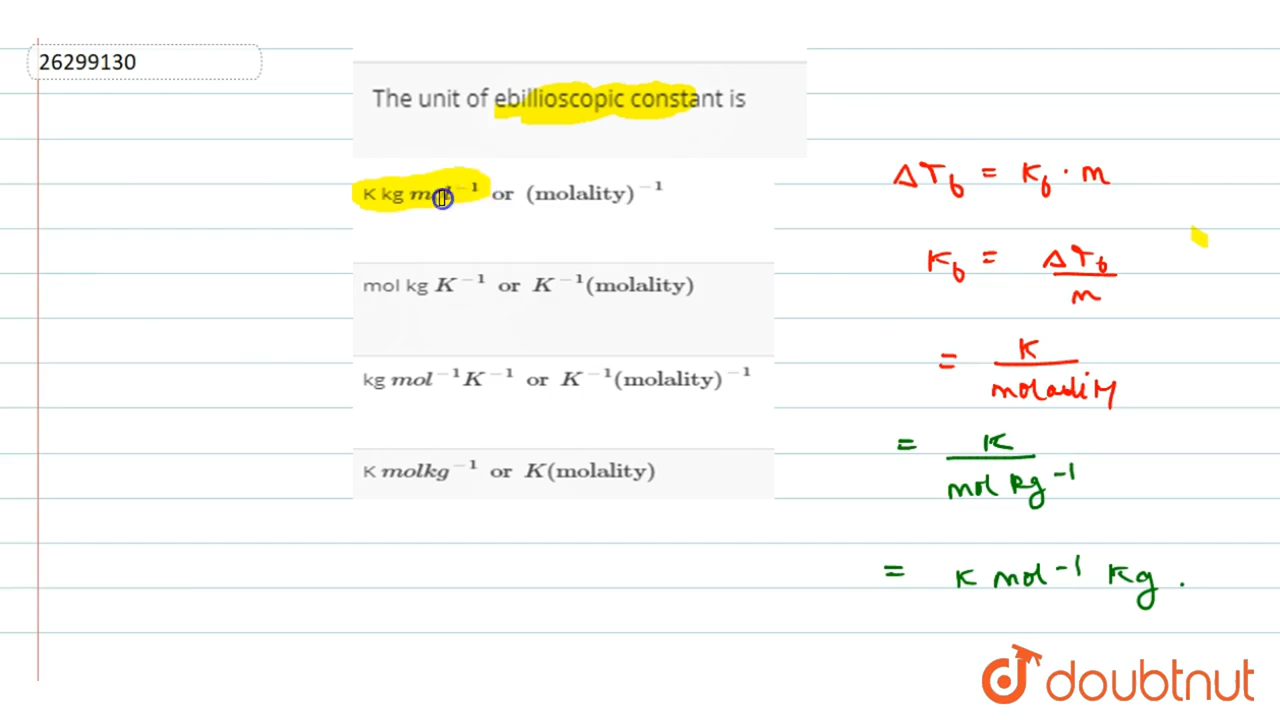 26299130
The unit of ebillioscopic constant is
K kg mol⁻¹ or (molality)⁻¹
mol kg K⁻¹ or K⁻¹(molality)
kg mol⁻¹K⁻¹ or K⁻¹(molality)⁻¹
K molkg⁻¹ or K(molality)
ΔT_b = K_b · m
K_b = ΔT_b / m
= K / molality
= K / mol kg⁻¹
= K mol⁻¹ Kg .
doubtnut